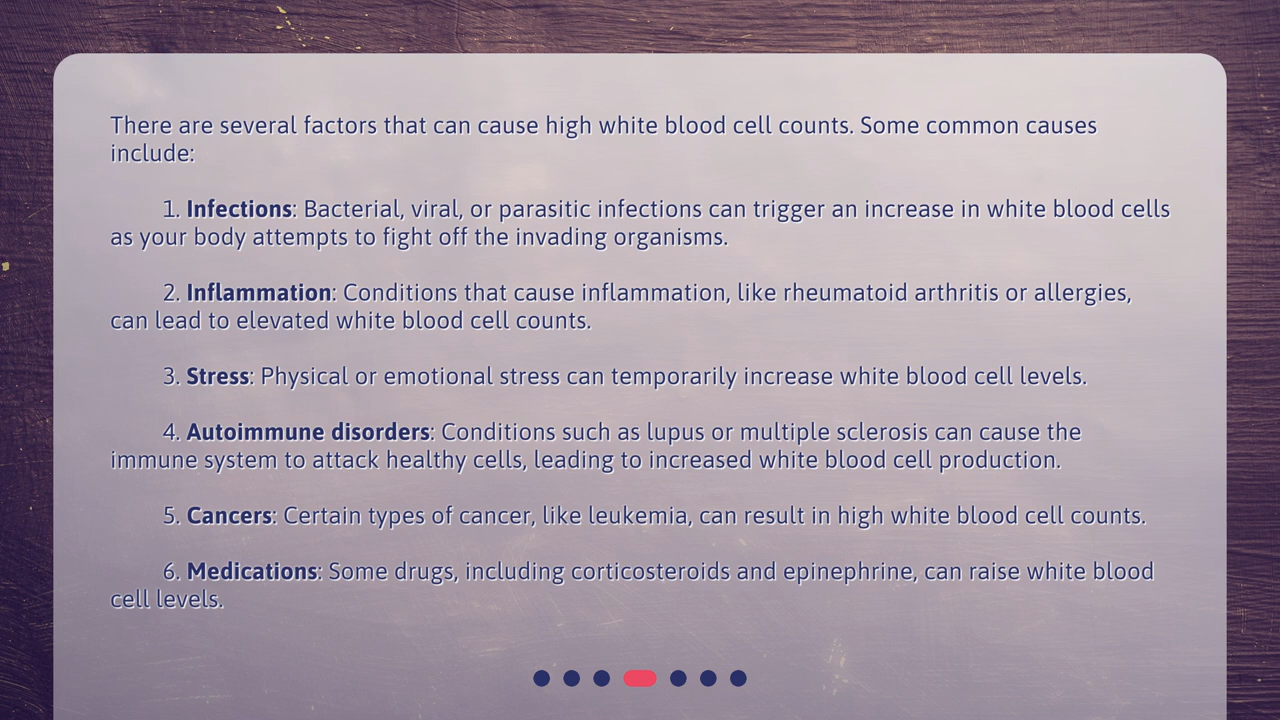 There are several factors that can cause high white blood cell counts. Some common causes
include:
1. Infections: Bacterial, viral, or parasitic infections can trigger an increase in white blood cells
as your body attempts to fight off the invading organisms.
2. Inflammation: Conditions that cause inflammation, like rheumatoid arthritis or allergies,
can lead to elevated white blood cell counts.
3. Stress: Physical or emotional stress can temporarily increase white blood cell levels.
4. Autoimmune disorders: Conditions such as lupus or multiple sclerosis can cause the
immune system to attack healthy cells, leading to increased white blood cell production.
5. Cancers: Certain types of cancer, like leukemia, can result in high white blood cell counts.
6. Medications: Some drugs, including corticosteroids and epinephrine, can raise white blood
cell levels.